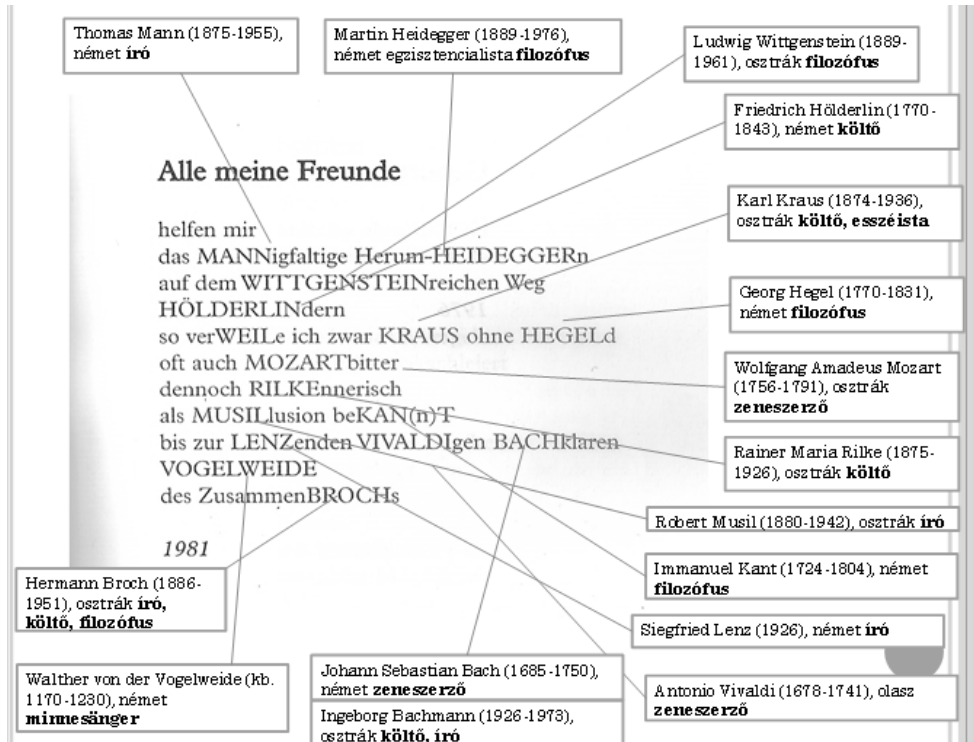 Thomas Mann (1875-1955),
német író
Martin Heidegger (1889-1976),
német egzisztencialista filozófus
Ludwig Wittgenstein (1889-
1961), osztrák filozófus
Friedrich Hölderlin (1770-
1843), német költő
Karl Kraus (1874-1936),
osztrák költő, esszéista
Georg Hegel (1770-1831),
német filozófus
Wolfgang Amadeus Mozart
(1756-1791), osztrák
zeneszerző
Rainer Maria Rilke (1875-
1926), osztrák költő
Robert Musil (1880-1942), osztrák író
Immanuel Kant (1724-1804), német
filozófus
Siegfried Lenz (1926), német író
Antonio Vivaldi (1678-1741), olasz
zeneszerző
Alle meine Freunde
helfen mir
das MANNigfaltige Herum-HEIDEGGERn
auf dem WITTGENSTEINreichen Weg
HÖLDERLINdern
so verWEILe ich zwar KRAUS ohne HEGELd
oft auch MOZARTbitter
dennoch RILKEnnerisch
als MUSILlusion beKAN(n)T
bis zur LENZenden VIVALDIgen BACHklaren
VOGELWEIDE
des ZusammenBROCHs
1981
Hermann Broch (1886-
1951), osztrák író,
költő, filozófus
Walther von der Vogelweide (kb.
1170-1230), német
minnesänger
Johann Sebastian Bach (1685-1750),
német zeneszerző
Ingeborg Bachmann (1926-1973),
osztrák költő, író